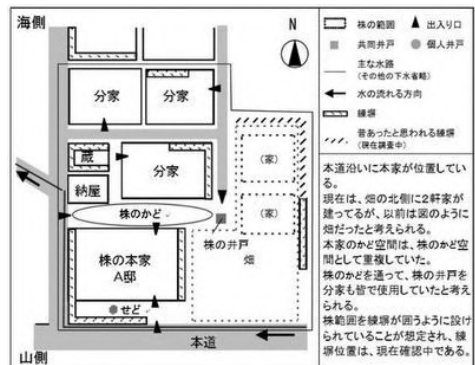 海側
N
分家
分家
蔵
分家
納屋
株のかど
(家)
(家)
株の井戸
畑
株の本家
A邸
せど
本道
山側
株の範囲
出入り口
共同井戸
個人井戸
主な水路
(その他の下水省略)
水の流れる方向
練塀
昔あったと思われる練塀
(現在調査中)
本道沿いに本家が位置してい
る。
現在は、畑の北側に2軒家が
建ってるが、以前は図のように
畑だったと考えられる。
本家のかど空間は、株のかど空
間として重複していた。
株のかどを通って、株の井戸を
分家も皆で使用していたと考え
られる。
株範囲を練塀が囲うように設け
られていることが想定され、練
塀位置は、現在確認中である。